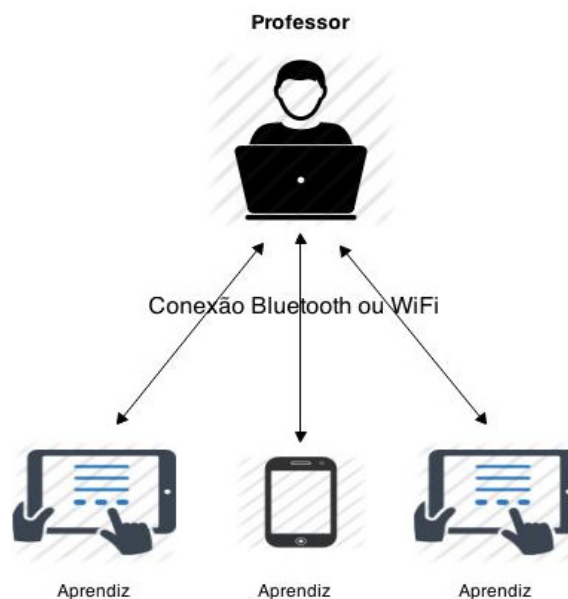 Professor
Conexão Bluetooth ou WiFi
Aprendiz
Aprendiz
Aprendiz